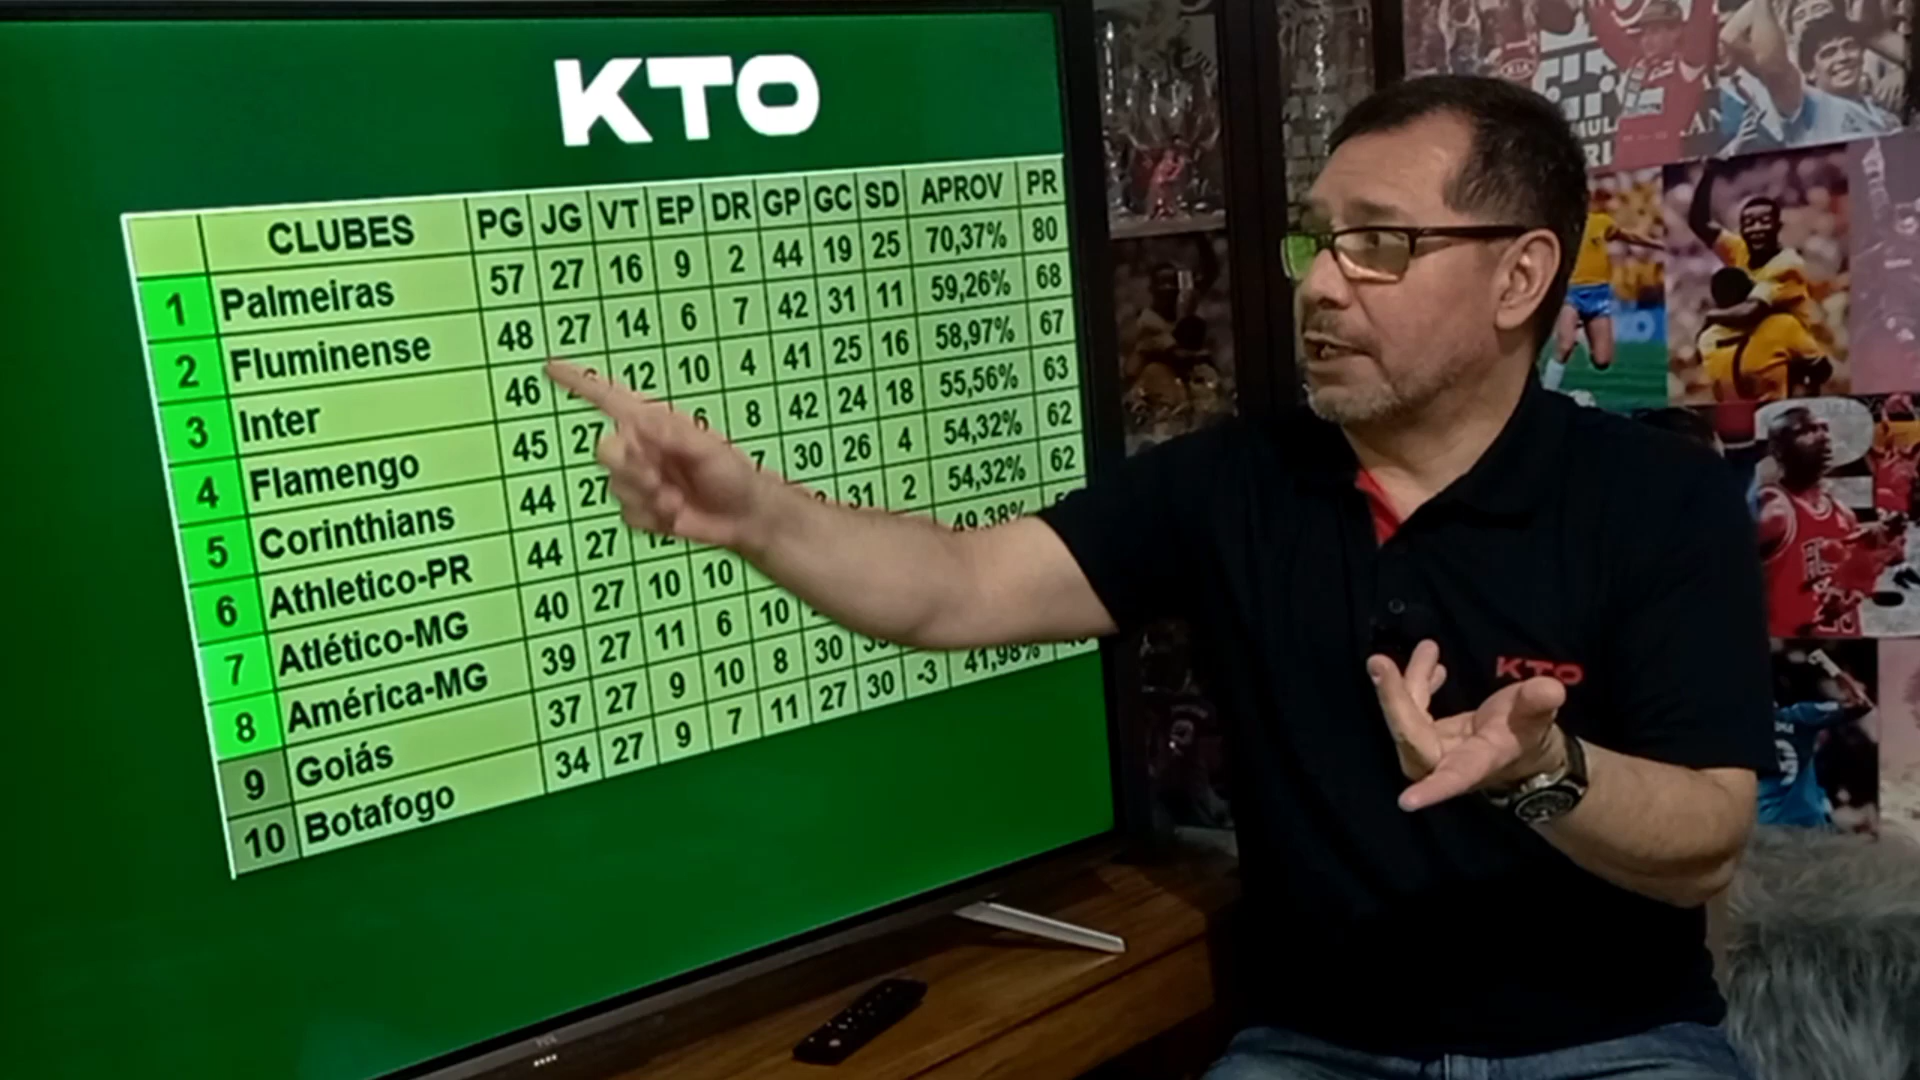 KTO
CLUBES PG JG VT EP DR GP GC SD APROV PR
1 Palmeiras 57 27 16 9 2 44 19 25 70,37% 80
2 Fluminense 48 27 14 6 7 42 31 11 59,26% 68
3 Inter 46 12 10 4 41 25 16 58,97% 67
4 Flamengo 45 27 6 8 42 24 18 55,56% 63
5 Corinthians 44 27 7 30 26 4 54,32% 62
6 Athletico-PR 44 27 12 31 2 54,32% 62
7 Atlético-MG 40 27 10 10 49,38%
8 América-MG 39 27 11 6 10
9 Goiás 37 27 9 10 8 30
10 Botafogo 34 27 9 7 11 27 30 -3 41,98%
KTO